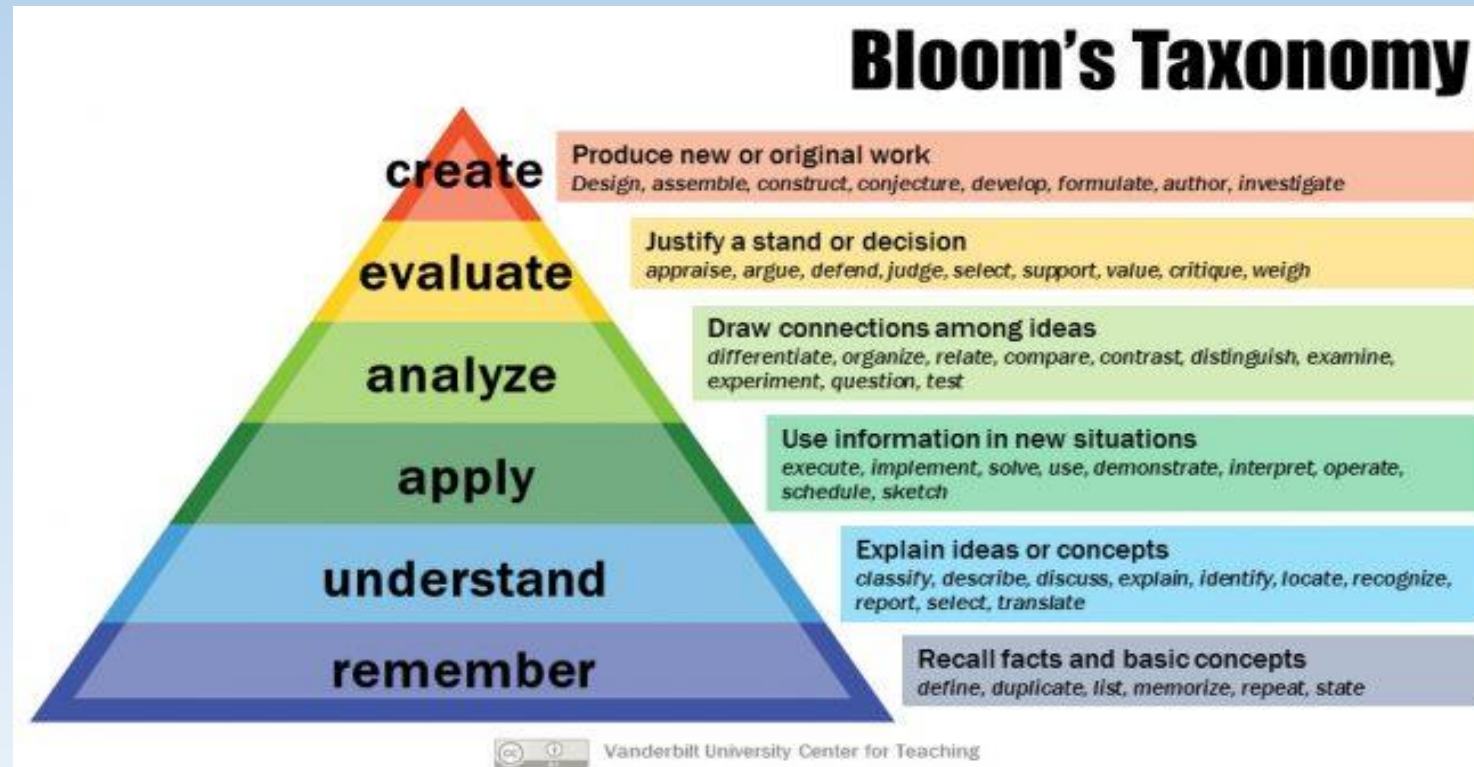 Bloom's Taxonomy
create
Produce new or original work
Design, assemble, construct, conjecture, develop, formulate, author, investigate
evaluate
Justify a stand or decision
appraise, argue, defend, judge, select, support, value, critique, weigh
analyze
Draw connections among ideas
differentiate, organize, relate, compare, contrast, distinguish, examine,
experiment, question, test
apply
Use information in new situations
execute, implement, solve, use, demonstrate, interpret, operate,
schedule, sketch
understand
Explain ideas or concepts
classify, describe, discuss, explain, identify, locate, recognize,
report, select, translate
remember
Recall facts and basic concepts
define, duplicate, list, memorize, repeat, state
cc
Vanderbilt University Center for Teaching